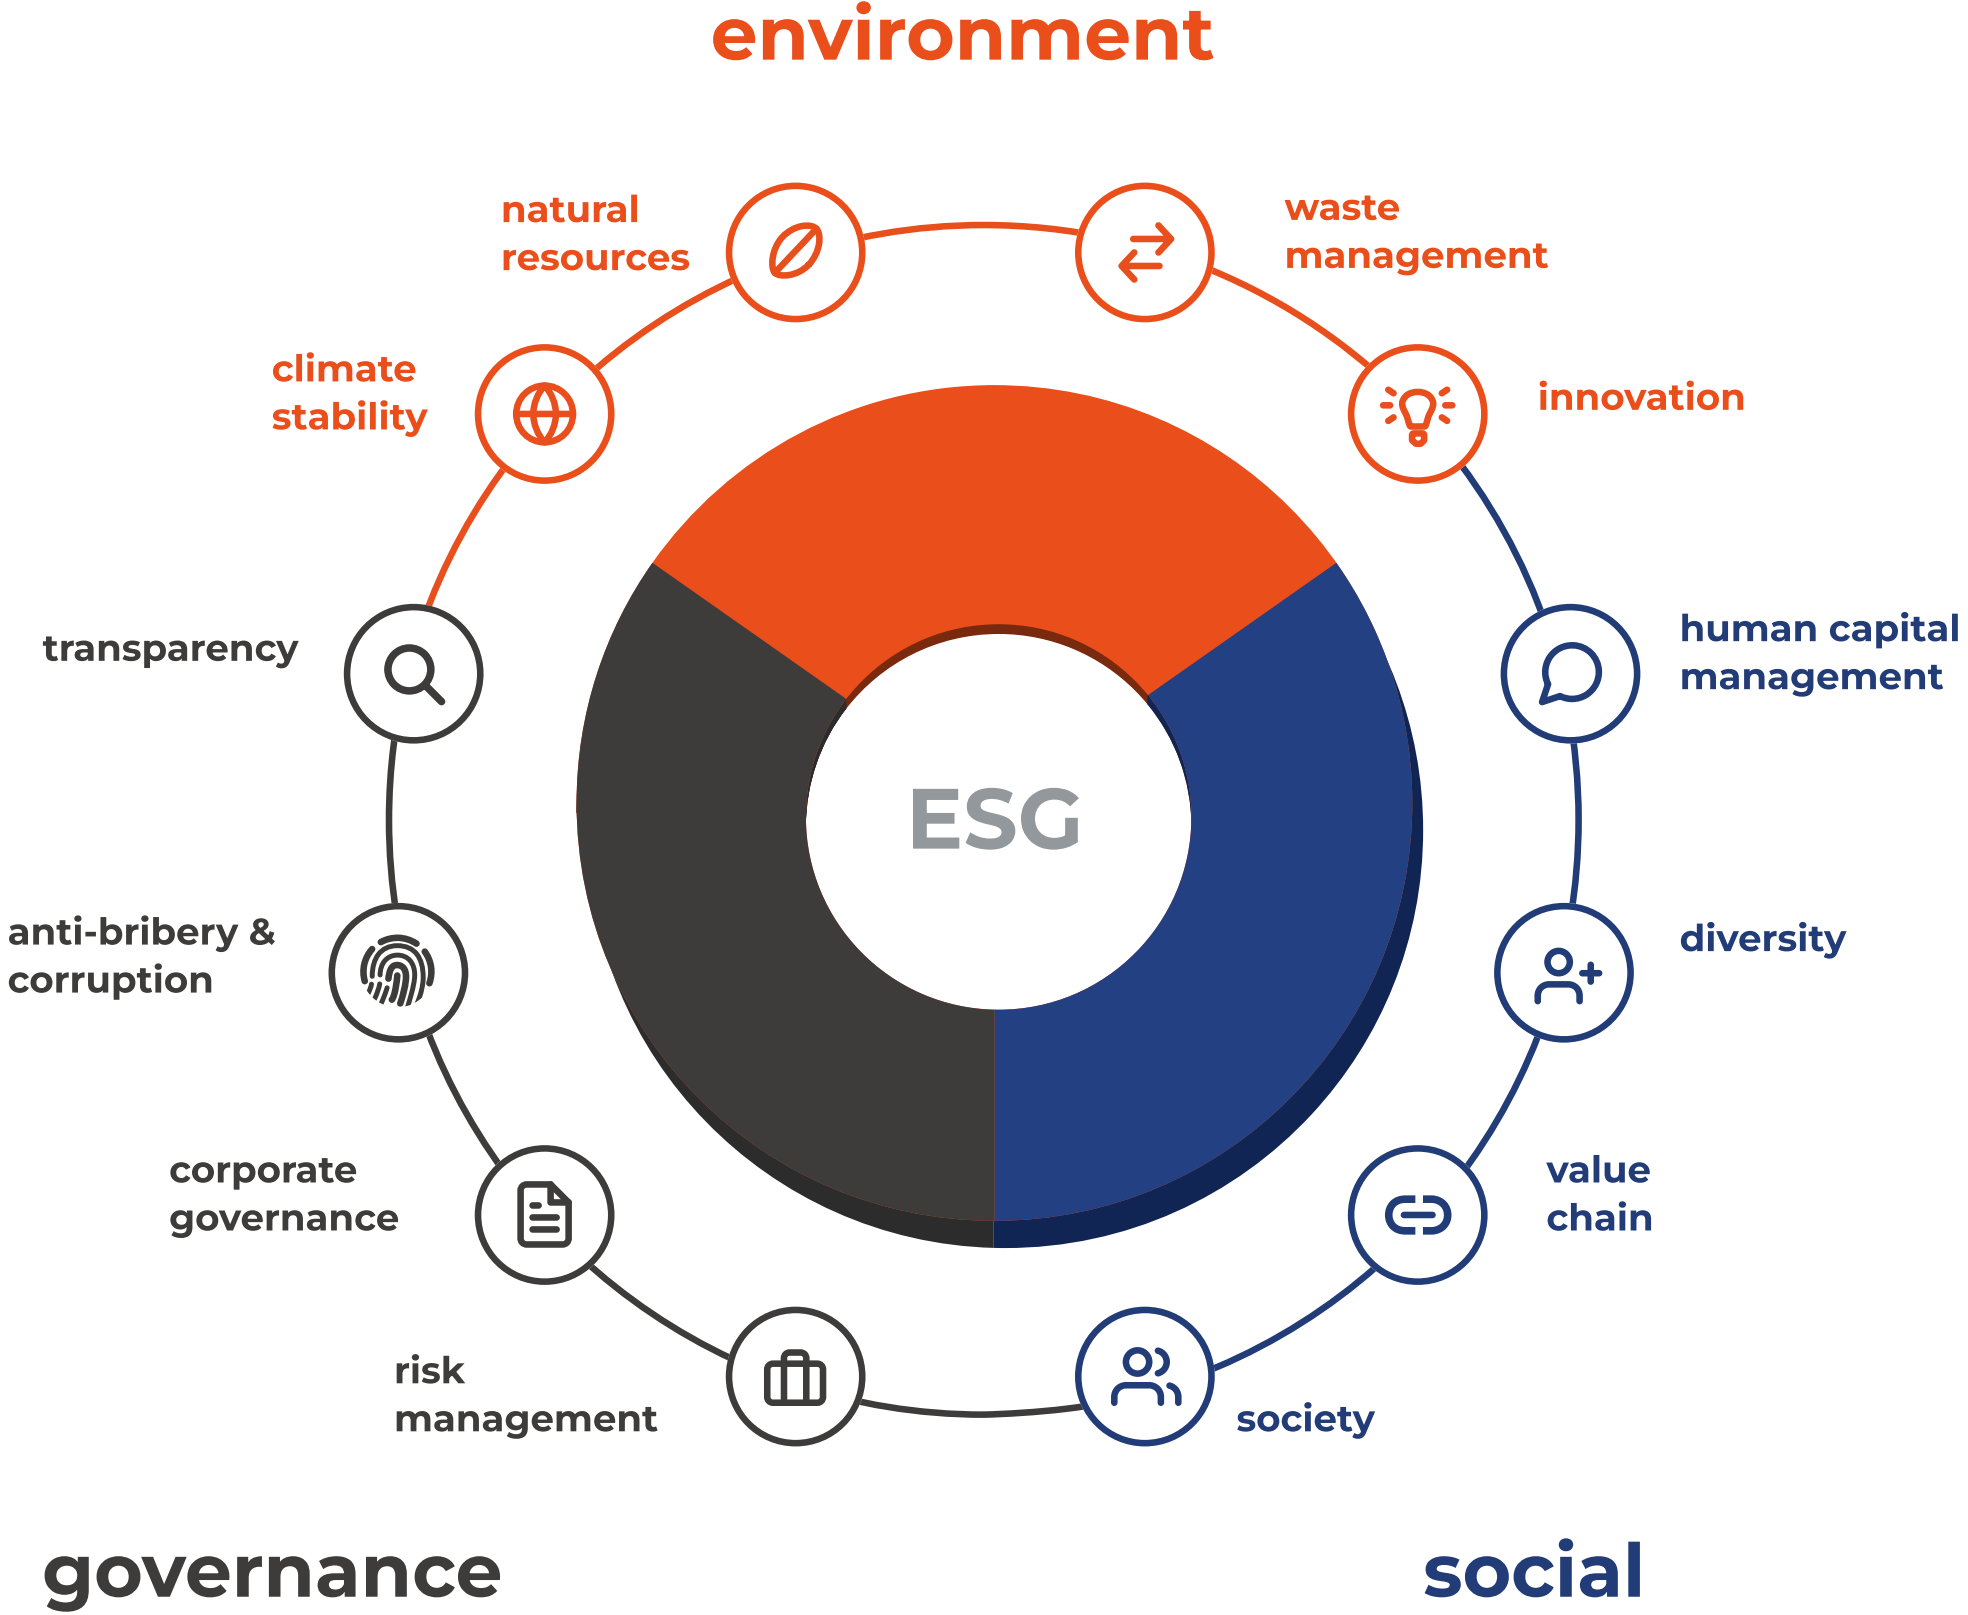 environment
natural
resources
waste
management
climate
stability
innovation
transparency
human capital
management
ESG
anti-bribery &
corruption
diversity
corporate
governance
value
chain
risk
management
society
governance
social